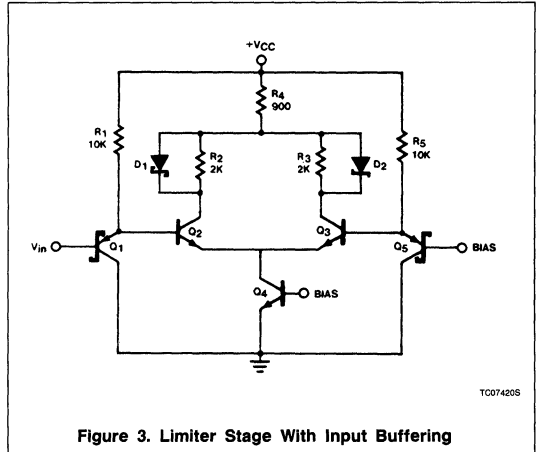 +VCC
R4
900
R1
10K
D1
R2
2K
R3
2K
D2
R5
10K
Vin
Q1
Q2
Q3
Q5
BIAS
Q4
BIAS
TC07420S
Figure 3. Limiter Stage With Input Buffering